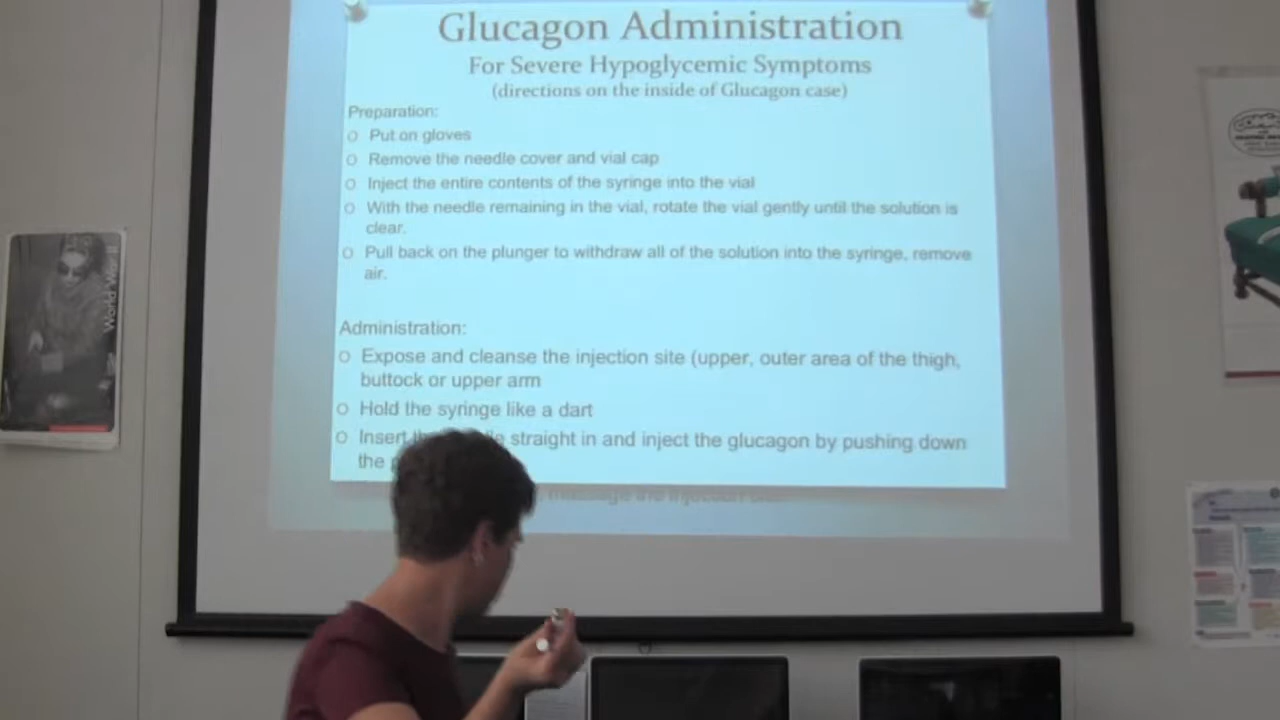 Glucagon Administration
For Severe Hypoglycemic Symptoms
(directions on the inside of Glucagon case)
Preparation:
o Put on gloves
o Remove the needle cover and vial cap
o Inject the entire contents of the syringe into the vial
o With the needle remaining in the vial, rotate the vial gently until the solution is
clear.
o Pull back on the plunger to withdraw all of the solution into the syringe, remove
air.
Administration:
o Expose and cleanse the injection site (upper, outer area of the thigh,
buttock or upper arm
o Hold the syringe like a dart
o Insert straight in and inject the glucagon by pushing down
the
World War II